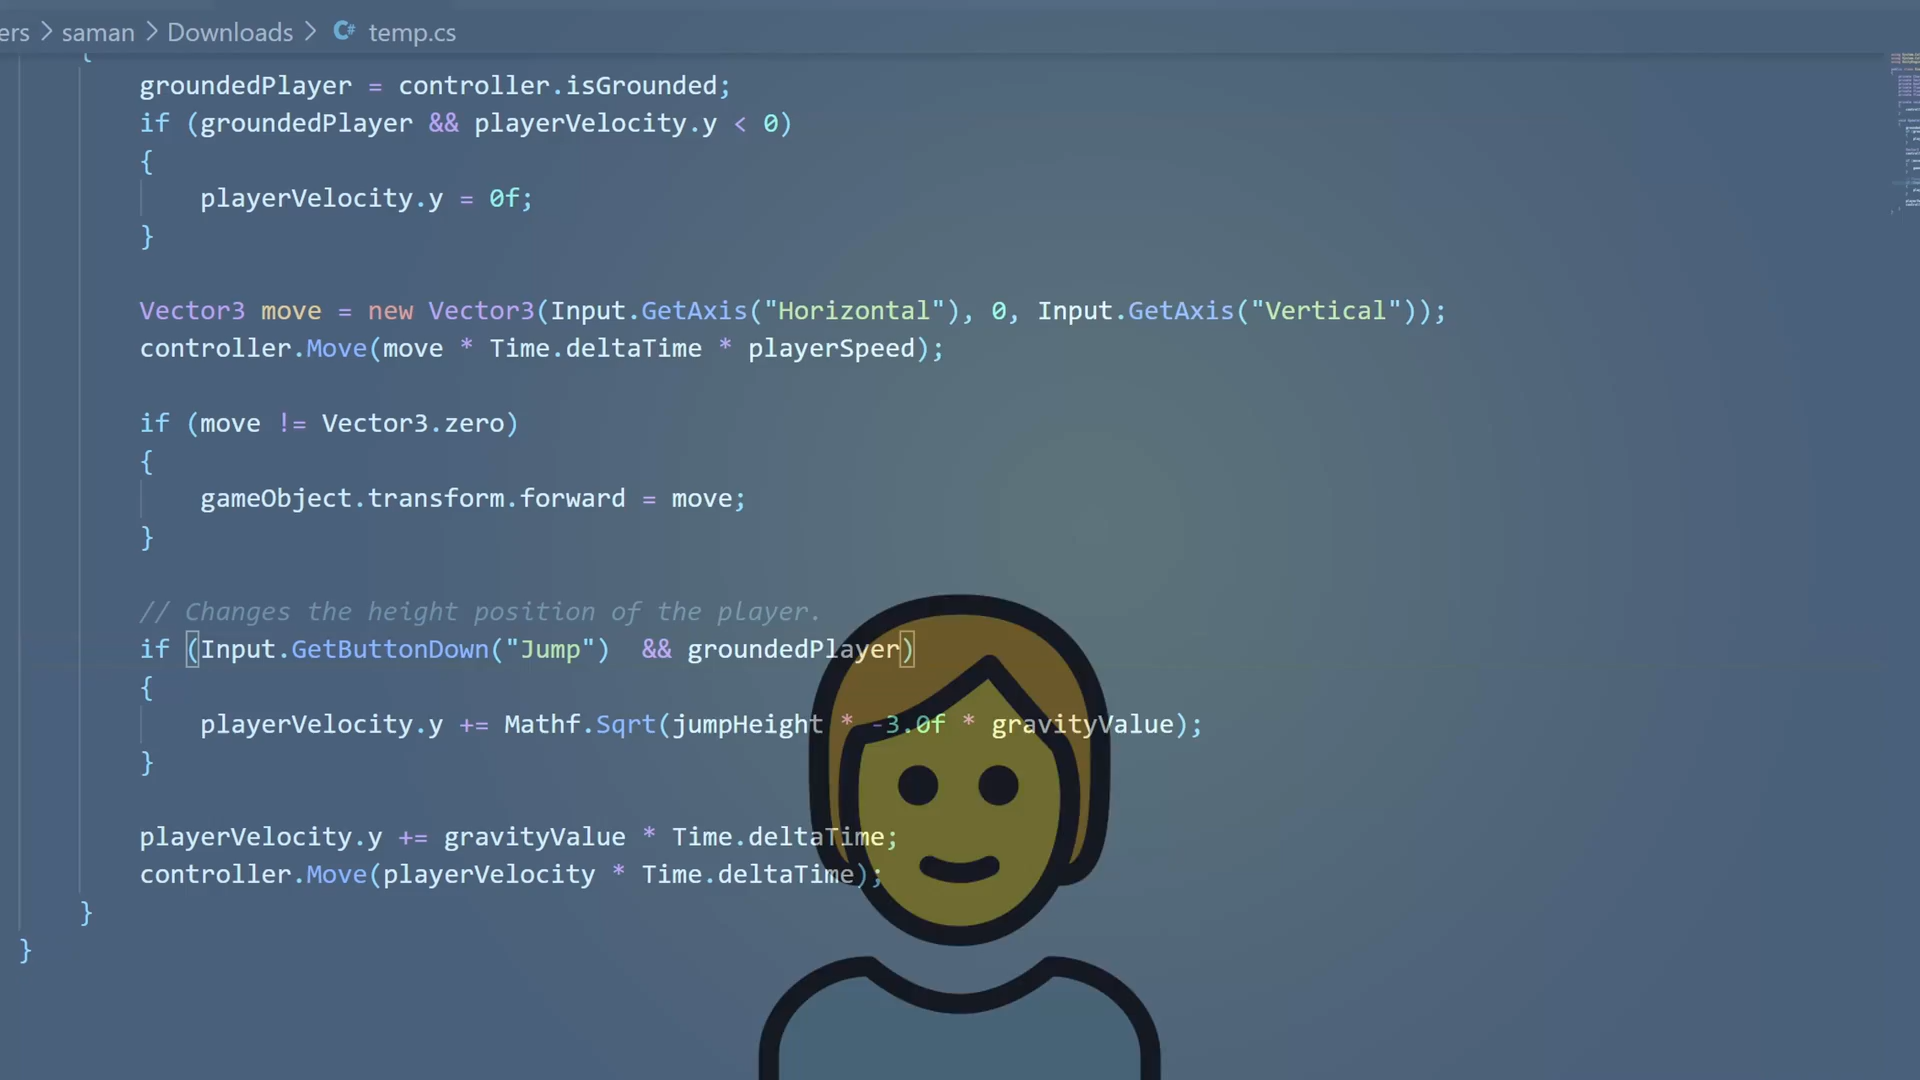 ers > saman > Downloads > C# temp.cs
{
groundedPlayer = controller.isGrounded;
if (groundedPlayer && playerVelocity.y < 0)
{
playerVelocity.y = 0f;
}
Vector3 move = new Vector3(Input.GetAxis("Horizontal"), 0, Input.GetAxis("Vertical"));
controller.Move(move * Time.deltaTime * playerSpeed);
if (move != Vector3.zero)
{
gameObject.transform.forward = move;
}
// Changes the height position of the player.
if (Input.GetButtonDown("Jump")  && groundedPlayer)
{
playerVelocity.y += Mathf.Sqrt(jumpHeight * -3.0f * gravityValue);
}
playerVelocity.y += gravityValue * Time.deltaTime;
controller.Move(playerVelocity * Time.deltaTime);
}
}